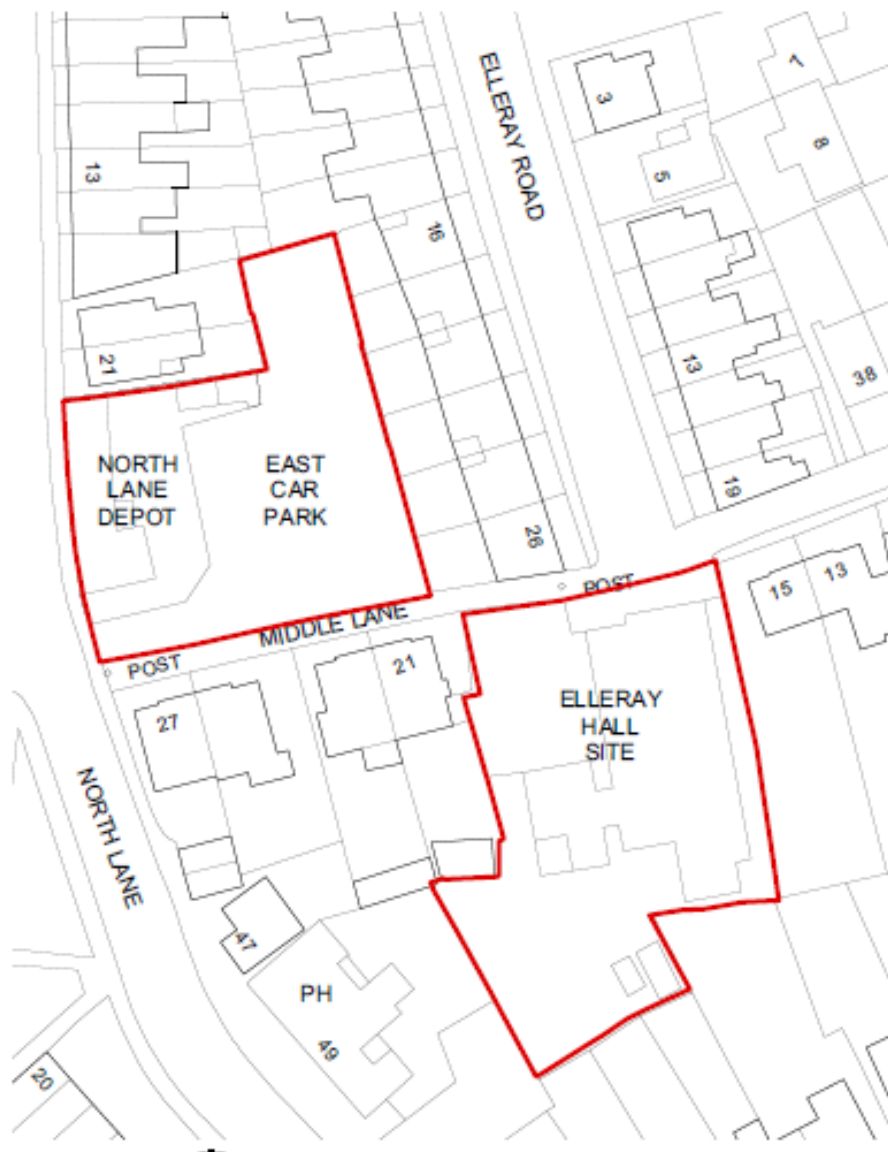 ELLERAY ROAD
3
1
8
5
13
16
21
13
38
NORTH
LANE
DEPOT
EAST
CAR
PARK
19
26
POST
15
13
MIDDLE LANE
POST
21
27
ELLERAY
HALL
SITE
NORTH LANE
47
PH
49
20